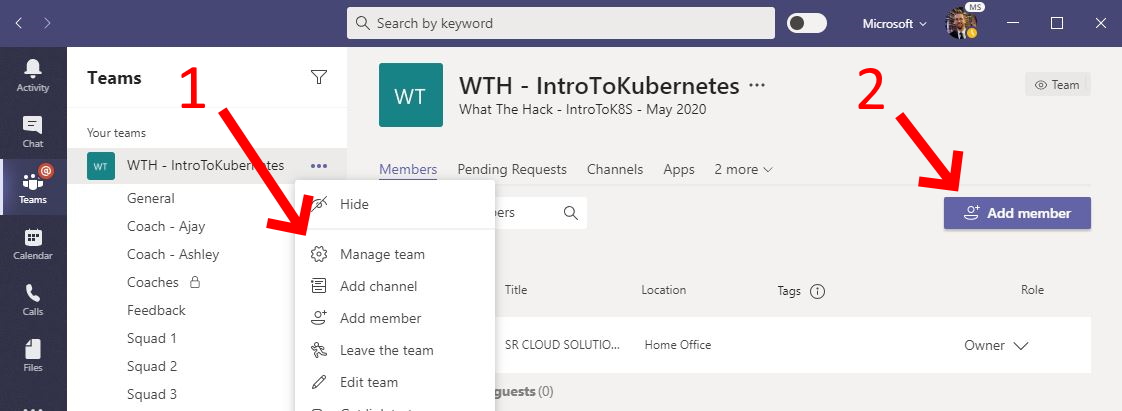 Search by keyword
Microsoft
MS
Activity
Chat
Teams
Calendar
Calls
Files
Teams
Your teams
WT
WTH - IntroToKubernetes
General
Coach - Ajay
Coach - Ashley
Coaches
Feedback
Squad 1
Squad 2
Squad 3
1
Hide
Manage team
Add channel
Add member
Leave the team
Edit team
WT
WTH - IntroToKubernetes
What The Hack - IntroToK8S - May 2020
Team
2
Members Pending Requests Channels Apps 2 more
Add member
Title Location Tags Role
SR CLOUD SOLUTIO... Home Office Owner
guests (0)